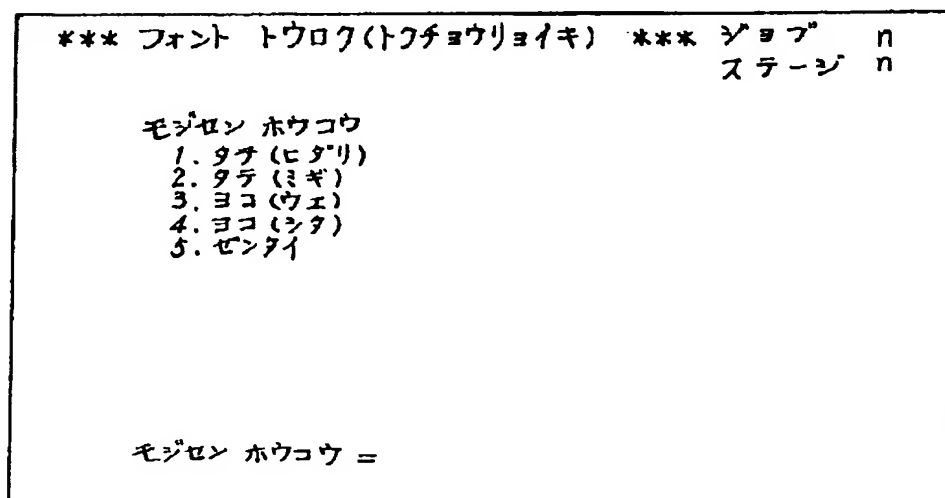 *** フォント トウロク(トクチョウリョイキ) *** ジョブ n
ステージ n
モジセン ホウコウ
1. タテ (ヒダリ)
2. タテ (ミギ)
3. ヨコ (ウエ)
4. ヨコ (シタ)
5. ゼンタイ
モジセン ホウコウ =